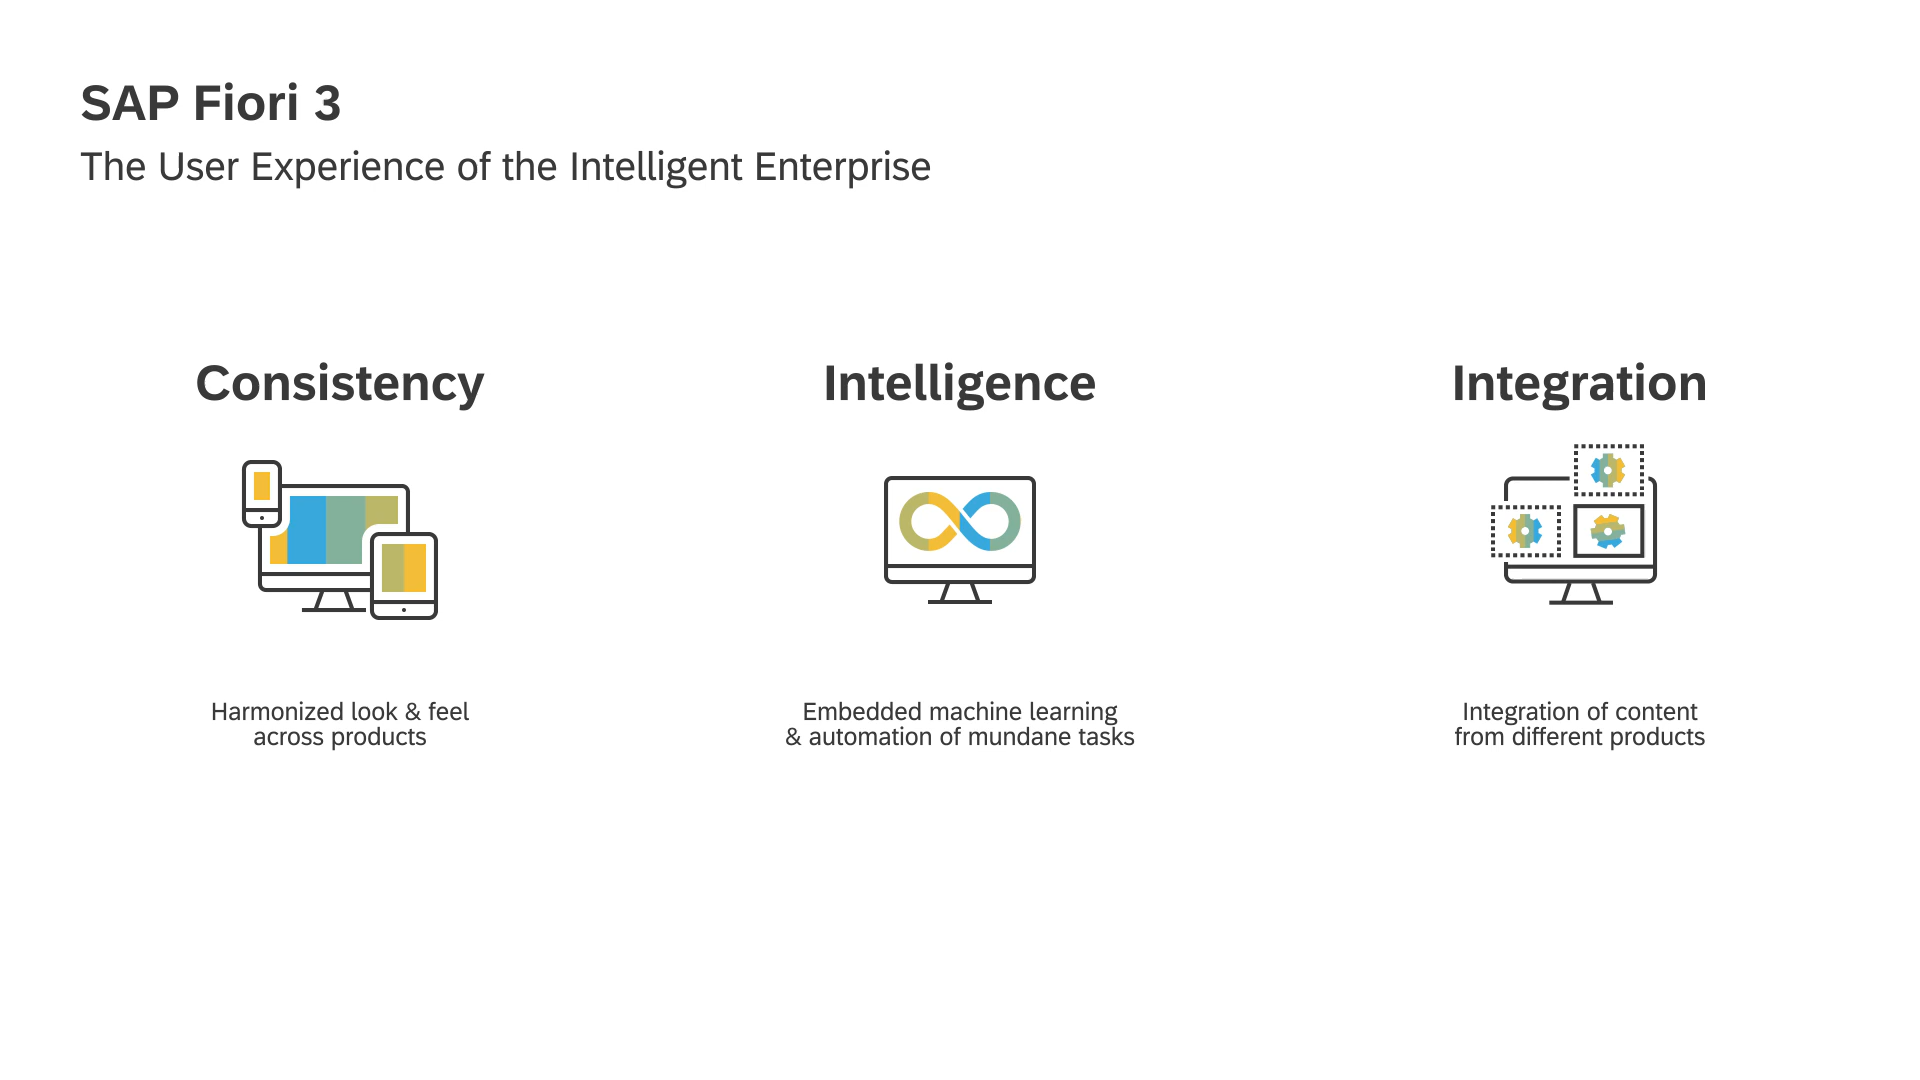 SAP Fiori 3
The User Experience of the Intelligent Enterprise
Consistency
Harmonized look & feel
across products
Intelligence
Embedded machine learning
& automation of mundane tasks
Integration
Integration of content
from different products